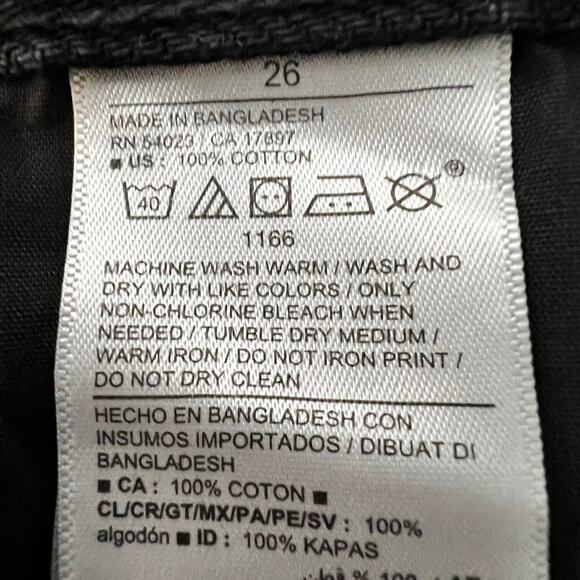 26
MADE IN BANGLADESH
RN 54023 / CA 17897
■ US : 100% COTTON
40
®
1166
MACHINE WASH WARM / WASH AND
DRY WITH LIKE COLORS / ONLY
NON-CHLORINE BLEACH WHEN
NEEDED / TUMBLE DRY MEDIUM /
WARM IRON / DO NOT IRON PRINT /
DO NOT DRY CLEAN
HECHO EN BANGLADESH CON
INSUMOS IMPORTADOS / DIBUAT DI
BANGLADESH
■ CA : 100% COTON ■
CL/CR/GT/MX/PA/PE/SV : 100%
algodón ■ ID : 100% KAPAS